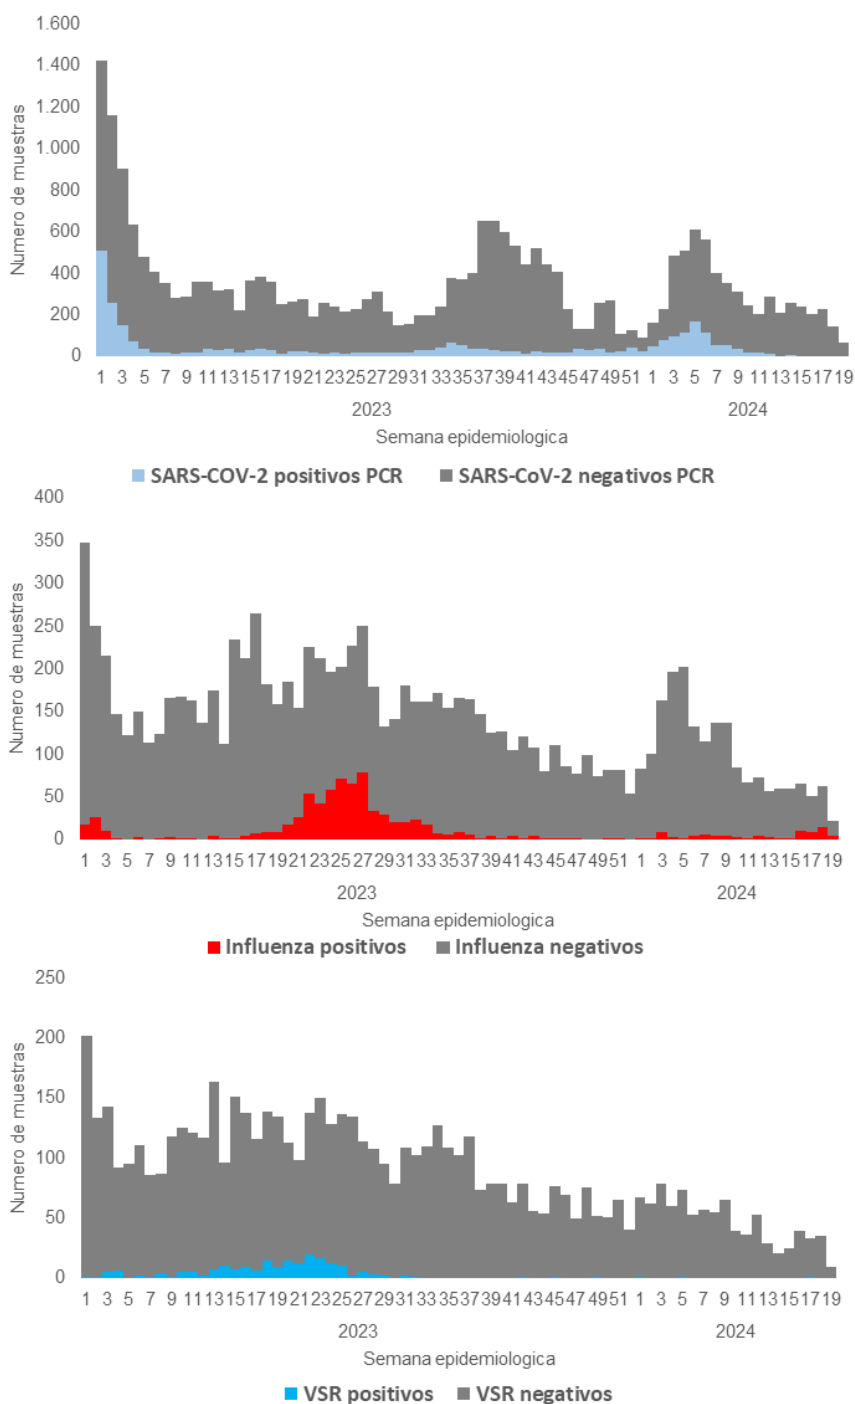 1.600
1.400
1.200
1.000
800
600
400
200
0
Numero de muestras
1 3 5 7 9 11 13 15 17 19 21 23 25 27 29 31 33 35 37 39 41 43 45 47 49 51 1 3 5 7 9 11 13 15 17 19
2023 2024
Semana epidemiologica
SARS-COV-2 positivos PCR SARS-CoV-2 negativos PCR
400
350
300
250
200
150
100
50
0
Numero de muestras
1 3 5 7 9 11 13 15 17 19 21 23 25 27 29 31 33 35 37 39 41 43 45 47 49 51 1 3 5 7 9 11 13 15 17 19
2023 2024
Semana epidemiologica
Influenza positivos Influenza negativos
250
200
150
100
50
0
Numero de muestras
1 3 5 7 9 11 13 15 17 19 21 23 25 27 29 31 33 35 37 39 41 43 45 47 49 51 1 3 5 7 9 11 13 15 17 19
2023 2024
Semana epidemiologica
VSR positivos VSR negativos